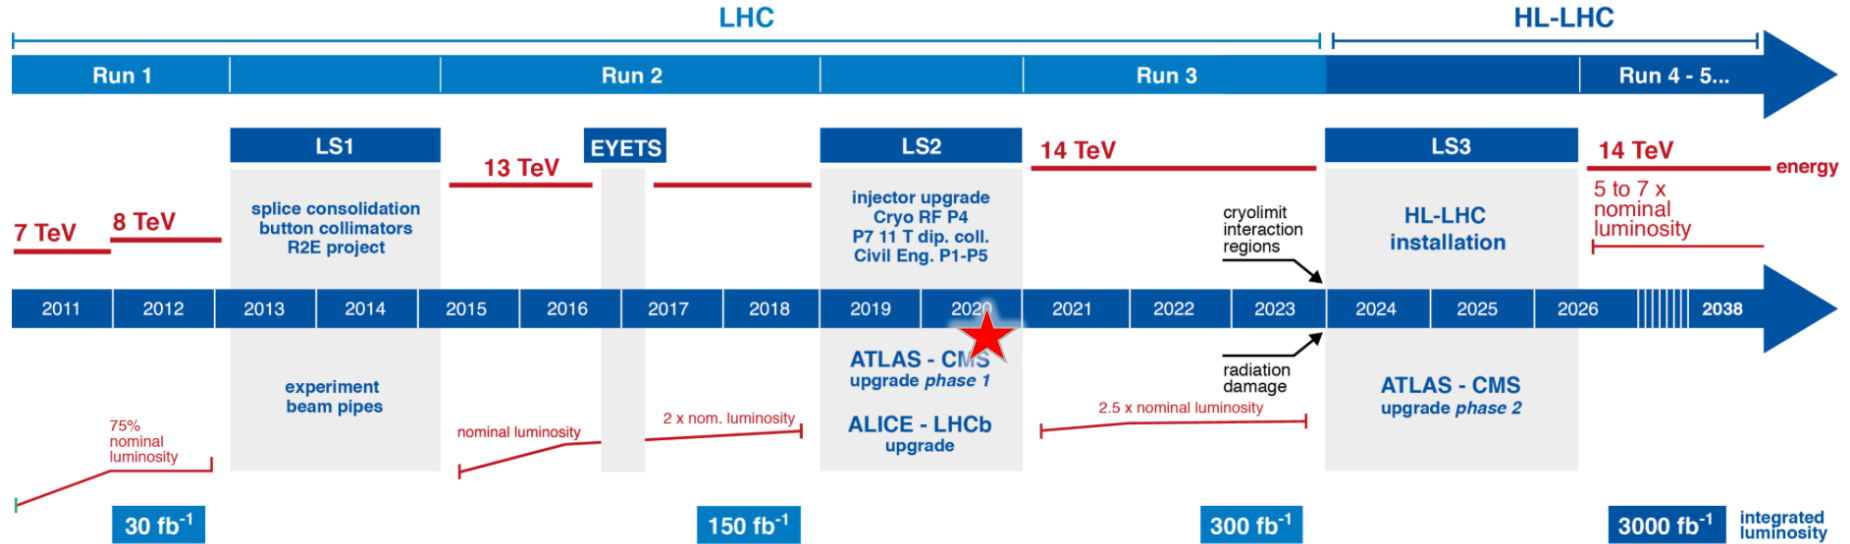 LHC
HL-LHC
Run 1
Run 2
Run 3
Run 4 - 5...
LS1
EYETS
LS2
LS3
7 TeV
8 TeV
13 TeV
14 TeV
14 TeV
energy
splice consolidation
button collimators
R2E project
injector upgrade
Cryo RF P4
P7 11 T dip. coll.
Civil Eng. P1-P5
cryolimit
interaction
regions
HL-LHC
installation
5 to 7 x
nominal
luminosity
2011 2012 2013 2014 2015 2016 2017 2018 2019 2020 2021 2022 2023 2024 2025 2026 2038
experiment
beam pipes
ATLAS - CMS
upgrade phase 1
ALICE - LHCb
upgrade
radiation
damage
ATLAS - CMS
upgrade phase 2
75%
nominal
luminosity
nominal luminosity
2 x nom. luminosity
2.5 x nominal luminosity
30 fb⁻¹
150 fb⁻¹
300 fb⁻¹
3000 fb⁻¹
integrated
luminosity